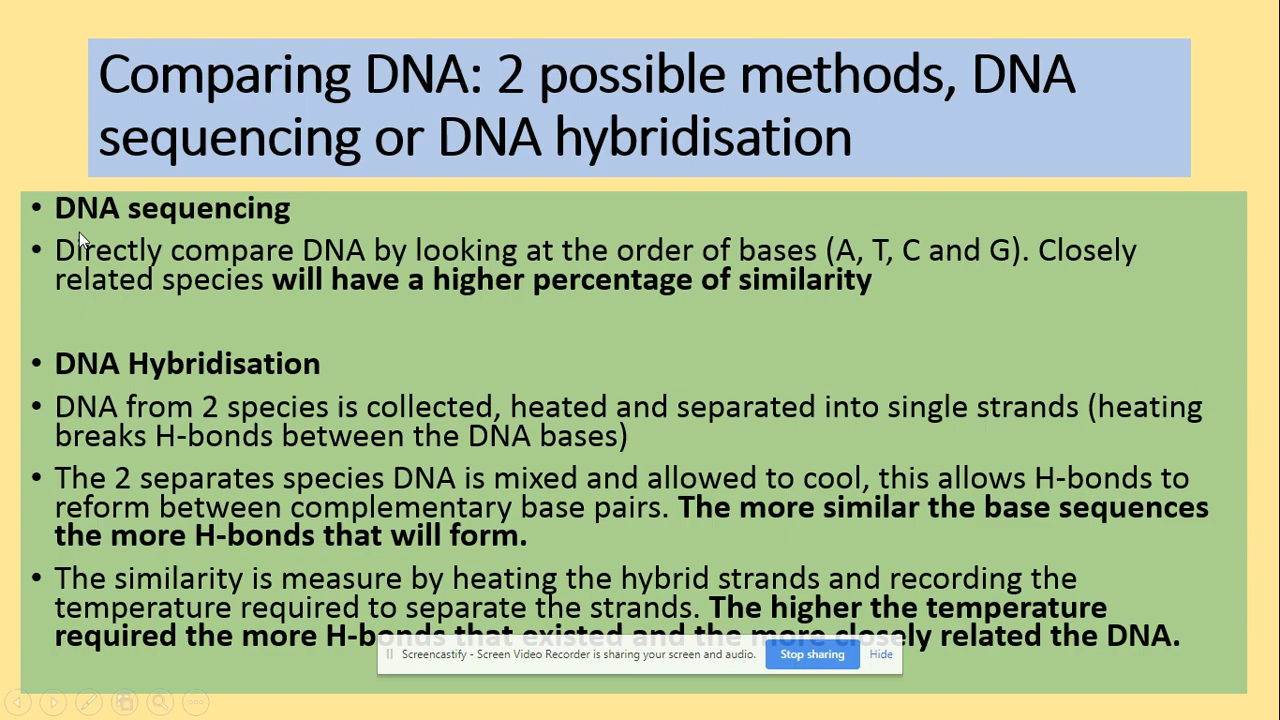 Comparing DNA: 2 possible methods, DNA
sequencing or DNA hybridisation
• DNA sequencing
• Directly compare DNA by looking at the order of bases (A, T, C and G). Closely
related species will have a higher percentage of similarity
• DNA Hybridisation
• DNA from 2 species is collected, heated and separated into single strands (heating
breaks H-bonds between the DNA bases)
• The 2 separates species DNA is mixed and allowed to cool, this allows H-bonds to
reform between complementary base pairs. The more similar the base sequences
the more H-bonds that will form.
• The similarity is measure by heating the hybrid strands and recording the
temperature required to separate the strands. The higher the temperature
required the more H-bonds that existed and the more closely related the DNA.
Screencastify - Screen Video Recorder is sharing your screen and audio. Stop sharing Hide